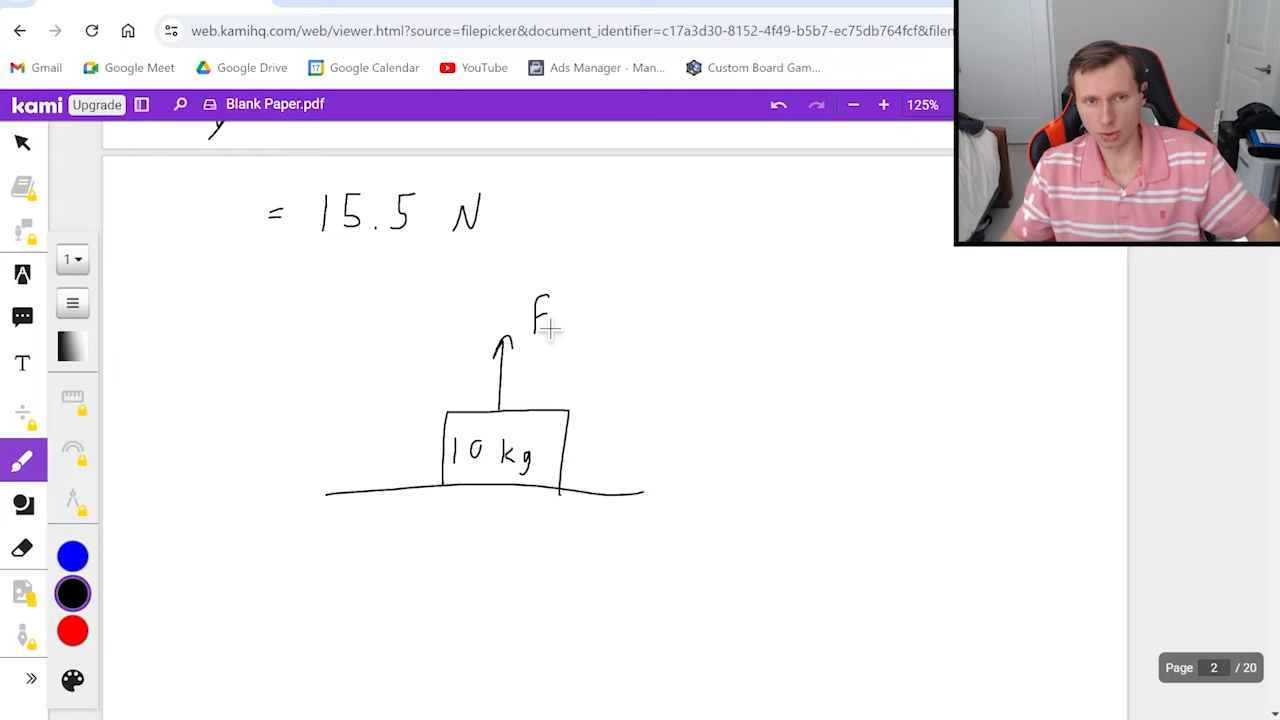 web.kamihq.com/web/viewer.html?source=filepicker&document_identifier=c17a3d30-8152-4f49-b5b7-ec75db764fcf&filen
Gmail Google Meet Google Drive 17 Google Calendar YouTube Ads Manager - Man... Custom Board Gam...
kami Upgrade Blank Paper.pdf 125%
y
= 15.5 N
1
F
T
10 kg
Page 2 / 20